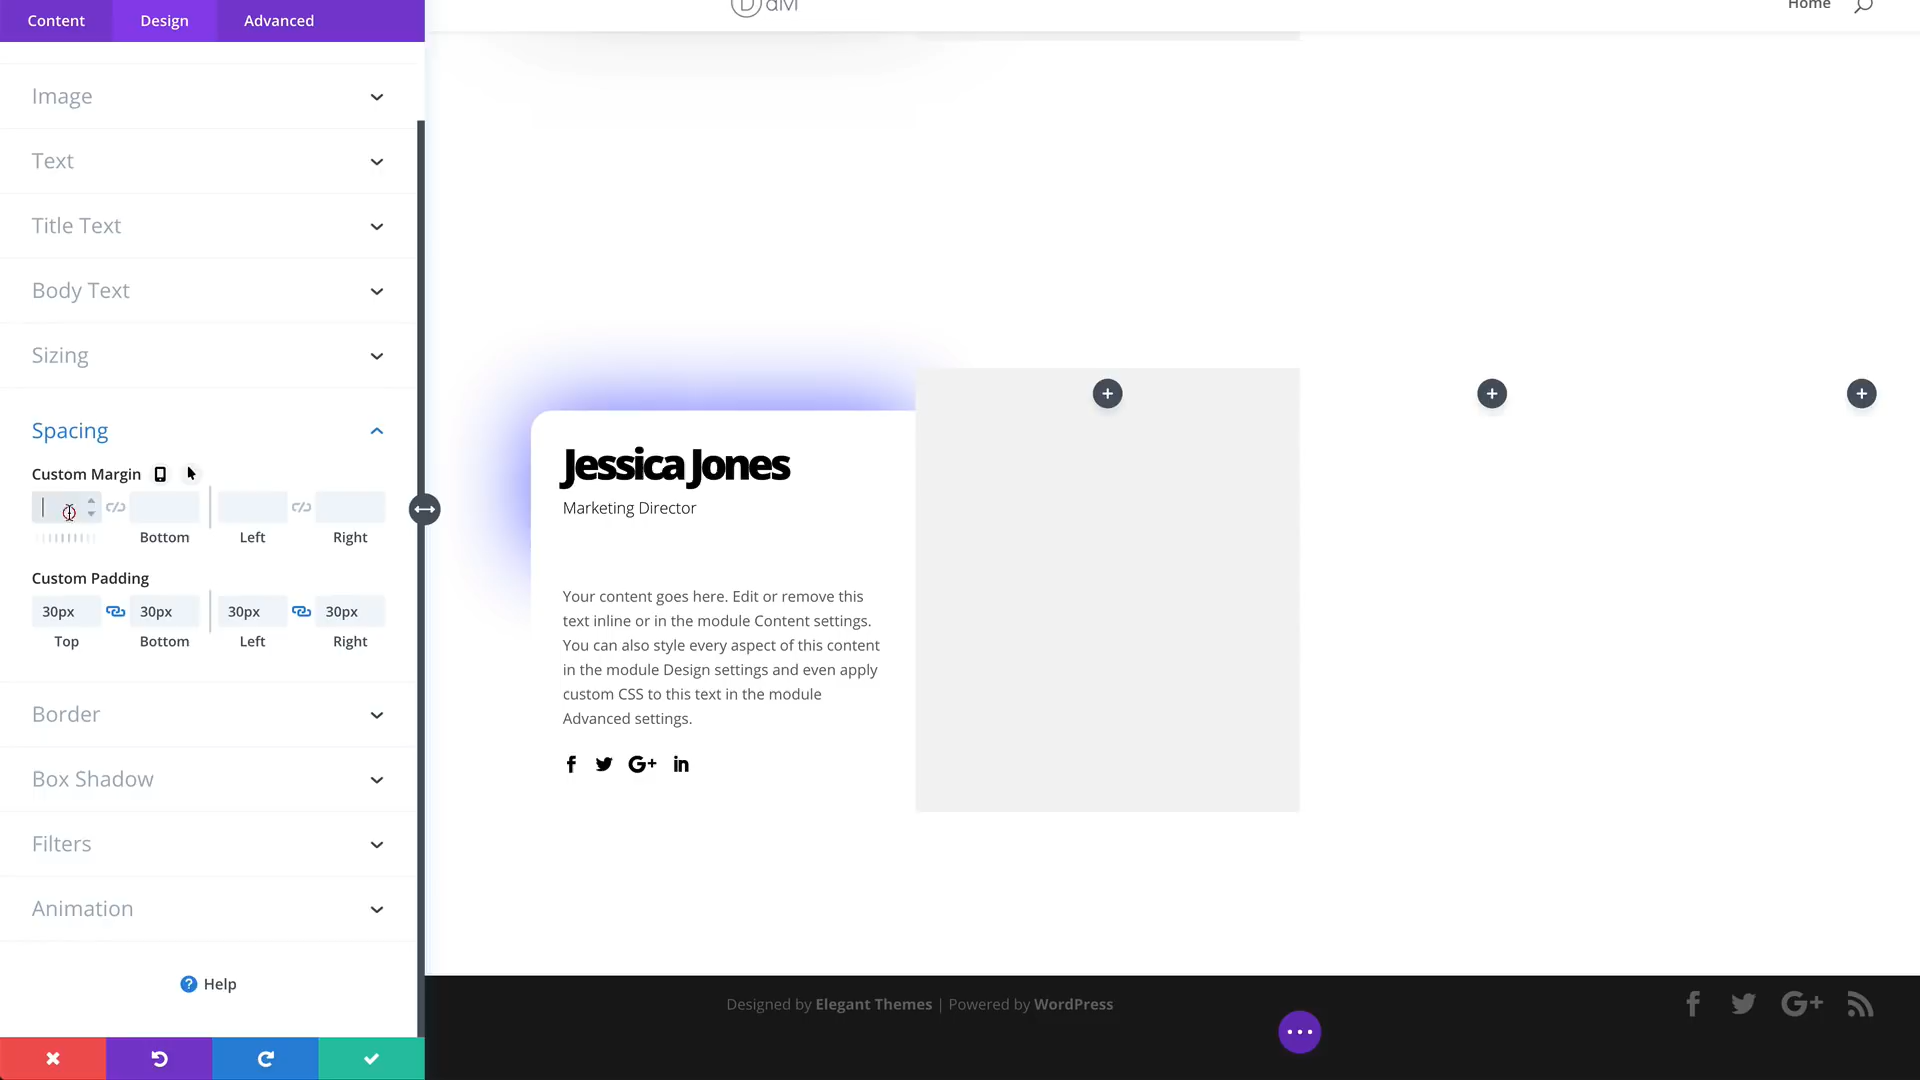 Content
Design
Advanced
divi
Home
Image
Text
Title Text
Body Text
Sizing
Spacing
Custom Margin
Bottom
Left
Right
Custom Padding
30px
30px
30px
30px
Top
Bottom
Left
Right
Border
Box Shadow
Filters
Animation
Help
Jessica Jones
Marketing Director
Your content goes here. Edit or remove this
text inline or in the module Content settings.
You can also style every aspect of this content
in the module Design settings and even apply
custom CSS to this text in the module
Advanced settings.
Designed by Elegant Themes | Powered by WordPress